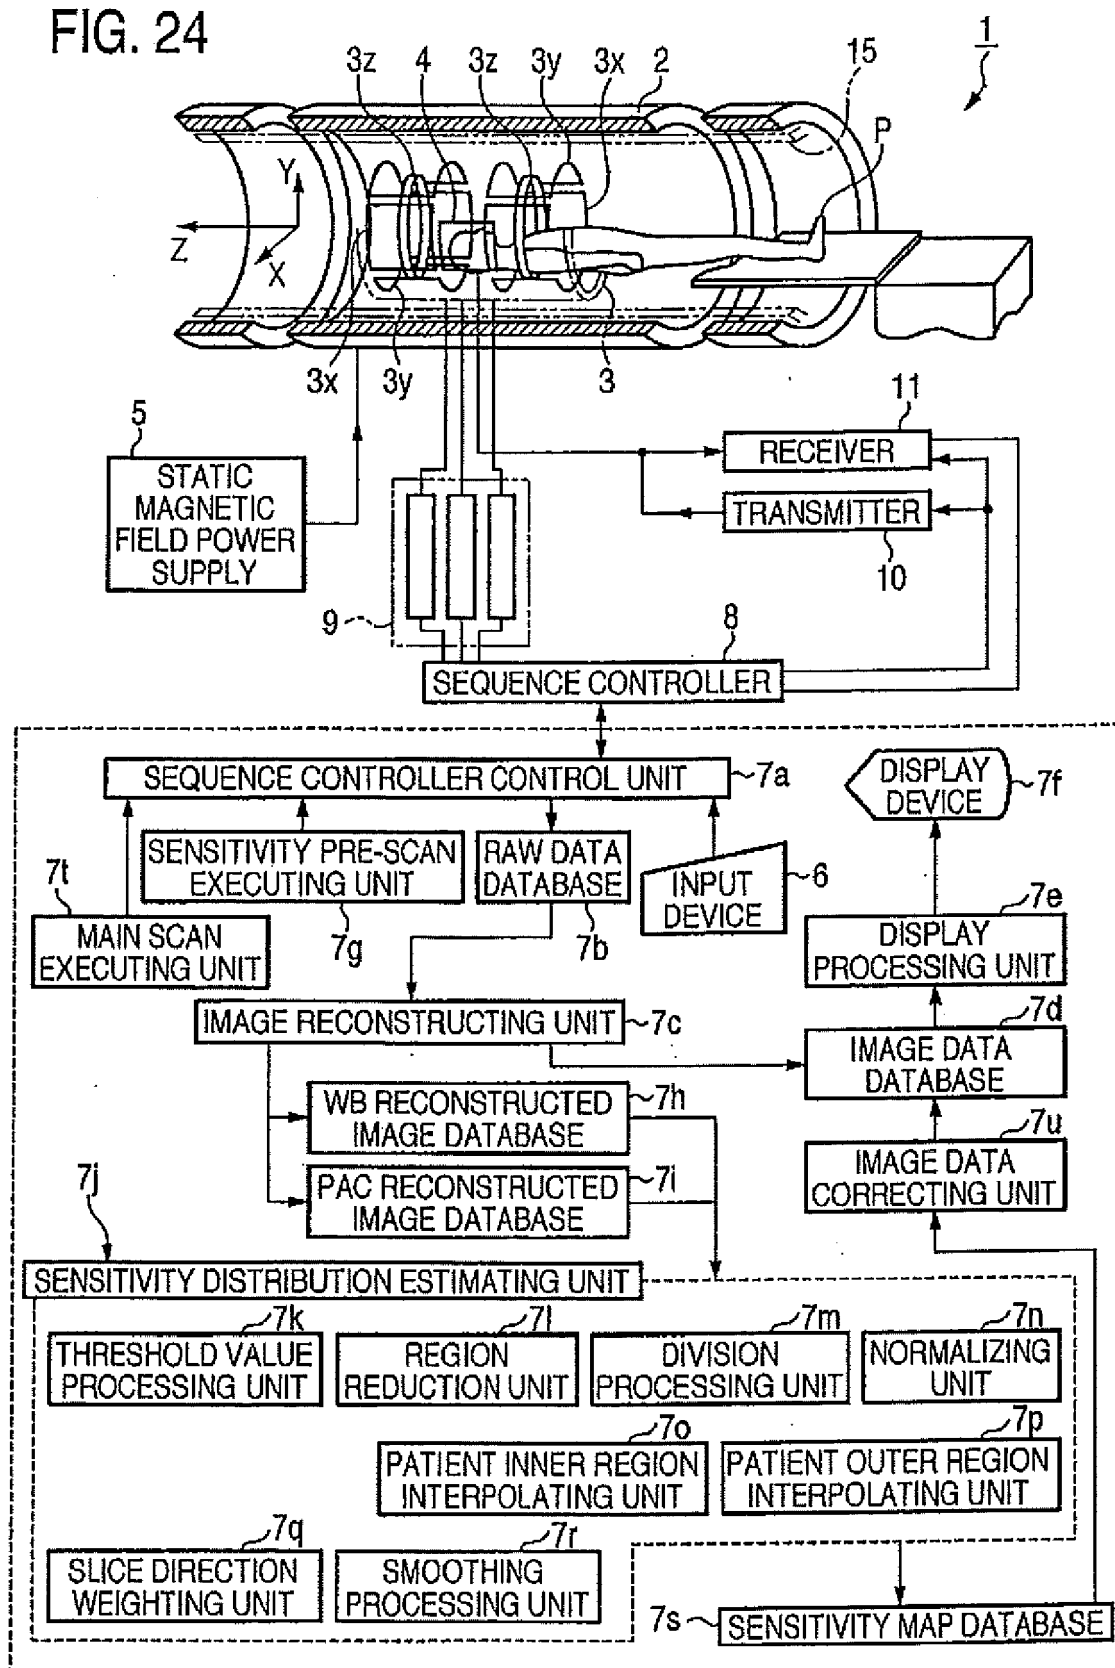 FIG. 24
1
3z
4
3z
3y
3x
2
15
P
Y
Z
X
3x
3y
3
5
STATIC
MAGNETIC
FIELD POWER
SUPPLY
11
RECEIVER
TRANSMITTER
10
9
8
SEQUENCE CONTROLLER
SEQUENCE CONTROLLER CONTROL UNIT
7a
DISPLAY
DEVICE
7f
7t
MAIN SCAN
EXECUTING UNIT
SENSITIVITY PRE-SCAN
EXECUTING UNIT
7g
RAW DATA
DATABASE
7b
INPUT
DEVICE
6
7e
DISPLAY
PROCESSING UNIT
IMAGE RECONSTRUCTING UNIT
7c
7d
IMAGE DATA
DATABASE
WB RECONSTRUCTED
IMAGE DATABASE
7h
7u
IMAGE DATA
CORRECTING UNIT
PAC RECONSTRUCTED
IMAGE DATABASE
7i
7j
SENSITIVITY DISTRIBUTION ESTIMATING UNIT
7k
THRESHOLD VALUE
PROCESSING UNIT
7l
REGION
REDUCTION UNIT
7m
DIVISION
PROCESSING UNIT
7n
NORMALIZING
UNIT
7o
PATIENT INNER REGION
INTERPOLATING UNIT
7p
PATIENT OUTER REGION
INTERPOLATING UNIT
7q
SLICE DIRECTION
WEIGHTING UNIT
7r
SMOOTHING
PROCESSING UNIT
7s
SENSITIVITY MAP DATABASE